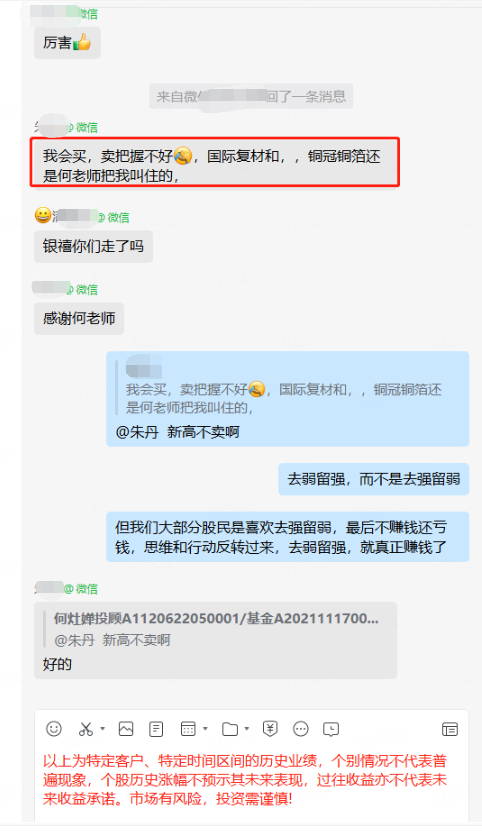 微信
厉害👍
来自微 回了一条消息
@微信
我会买，卖把握不好🤣，国际复材和，，铜冠铜箔还
是何老师把我叫住的，
😀 @微信
银禧你们走了吗
@微信
感谢何老师
我会买，卖把握不好🤣，国际复材和，，铜冠铜箔还
是何老师把我叫住的，
@朱丹 新高不卖啊
去弱留强，而不是去强留弱
但我们大部分股民是喜欢去强留弱，最后不赚钱还亏
钱，思维和行动反转过来，去弱留强，就真正赚钱了
@微信
何灶婵投顾A1120622050001/基金A2021111700...
@朱丹 新高不卖啊
好的
以上为特定客户、特定时间区间的历史业绩，个别情况不代表普
遍现象，个股历史涨幅不预示其未来表现，过往收益亦不代表未
来收益承诺。市场有风险，投资需谨慎！